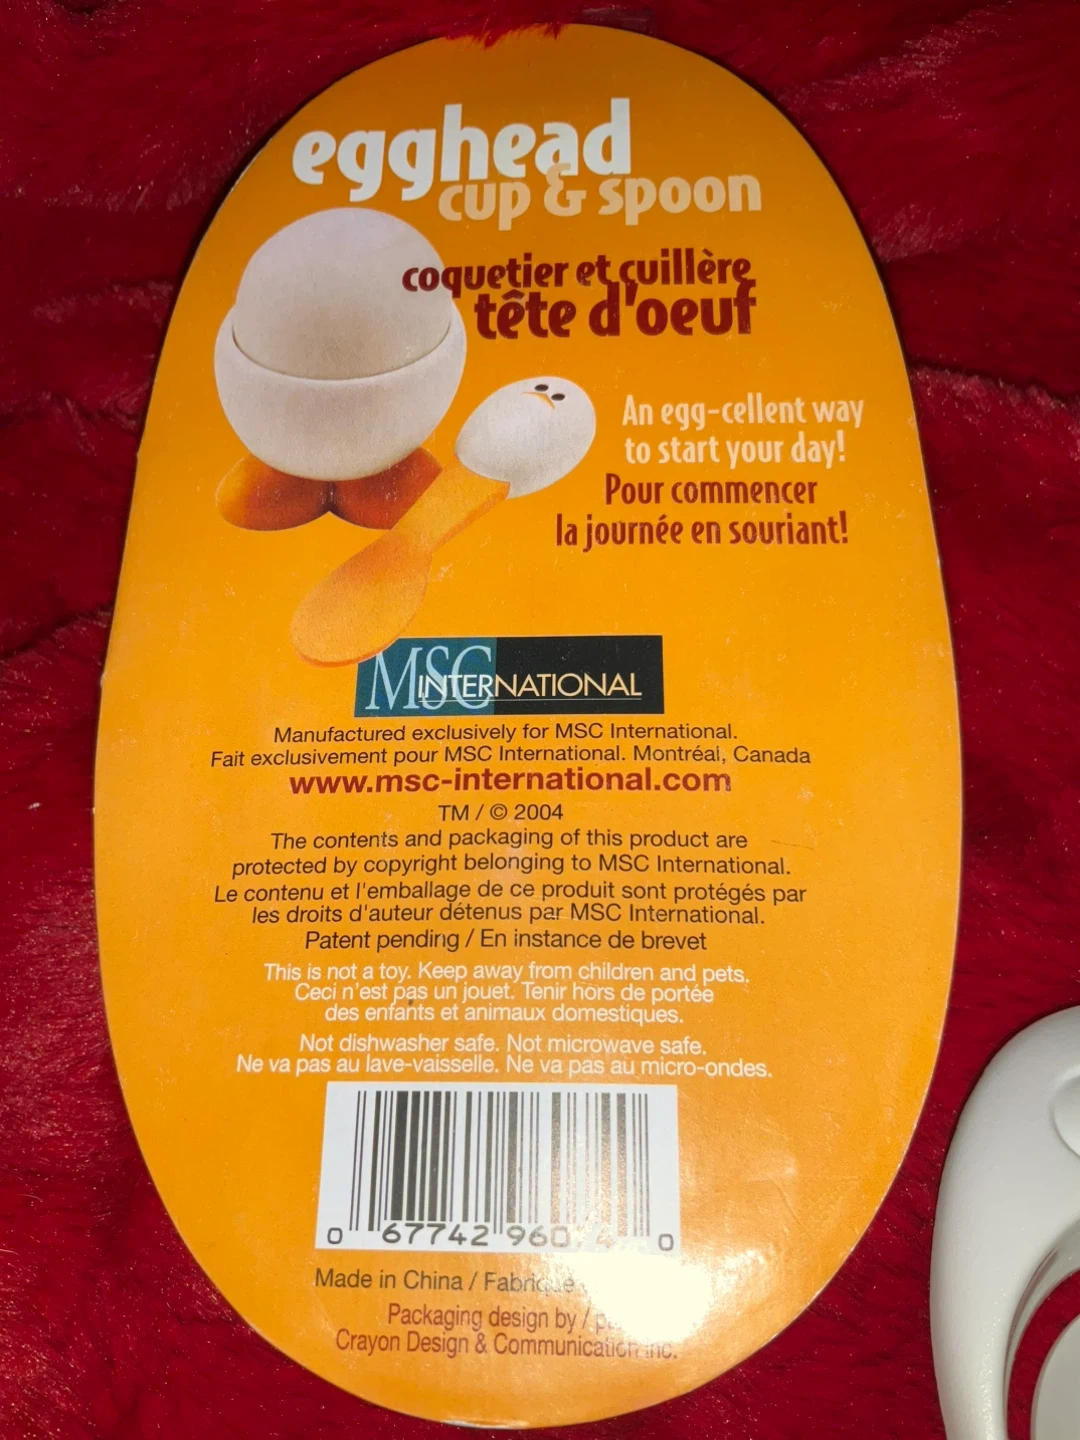 egghead
cup & spoon
coquetier et cuillère
tête d'oeuf
An egg-cellent way
to start your day!
Pour commencer
la journée en souriant!
MSC
INTERNATIONAL
Manufactured exclusively for MSC International.
Fait exclusivement pour MSC International. Montréal, Canada
www.msc-international.com
TM / © 2004
The contents and packaging of this product are
protected by copyright belonging to MSC International.
Le contenu et l'emballage de ce produit sont protégés par
les droits d'auteur détenus par MSC International.
Patent pending / En instance de brevet
This is not a toy. Keep away from children and pets.
Ceci n'est pas un jouet. Tenir hors de portée
des enfants et animaux domestiques.
Not dishwasher safe. Not microwave safe.
Ne va pas au lave-vaisselle. Ne va pas au micro-ondes.
0 67742 960 4 0
Made in China / Fabriqué
Packaging design by /
Crayon Design & Communication inc.